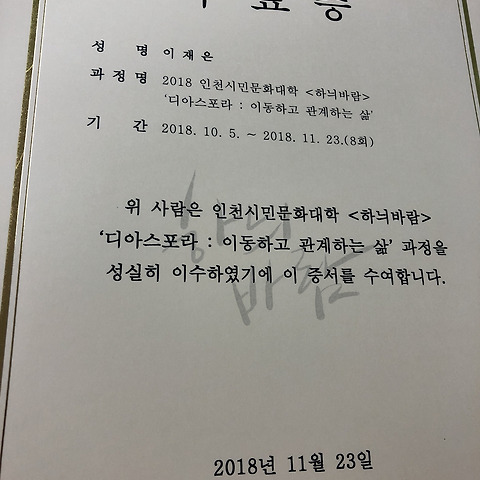 수료증
성 명 이재은
과정명 2018 인천시민문화대학 <하늬바람>
‘디아스포라 : 이동하고 관계하는 삶’
기 간 2018. 10. 5. ~ 2018. 11. 23.(8회)
위 사람은 인천시민문화대학 <하늬바람>
‘디아스포라 : 이동하고 관계하는 삶’ 과정을
성실히 이수하였기에 이 증서를 수여합니다.
하늬
바람
2018년 11월 23일